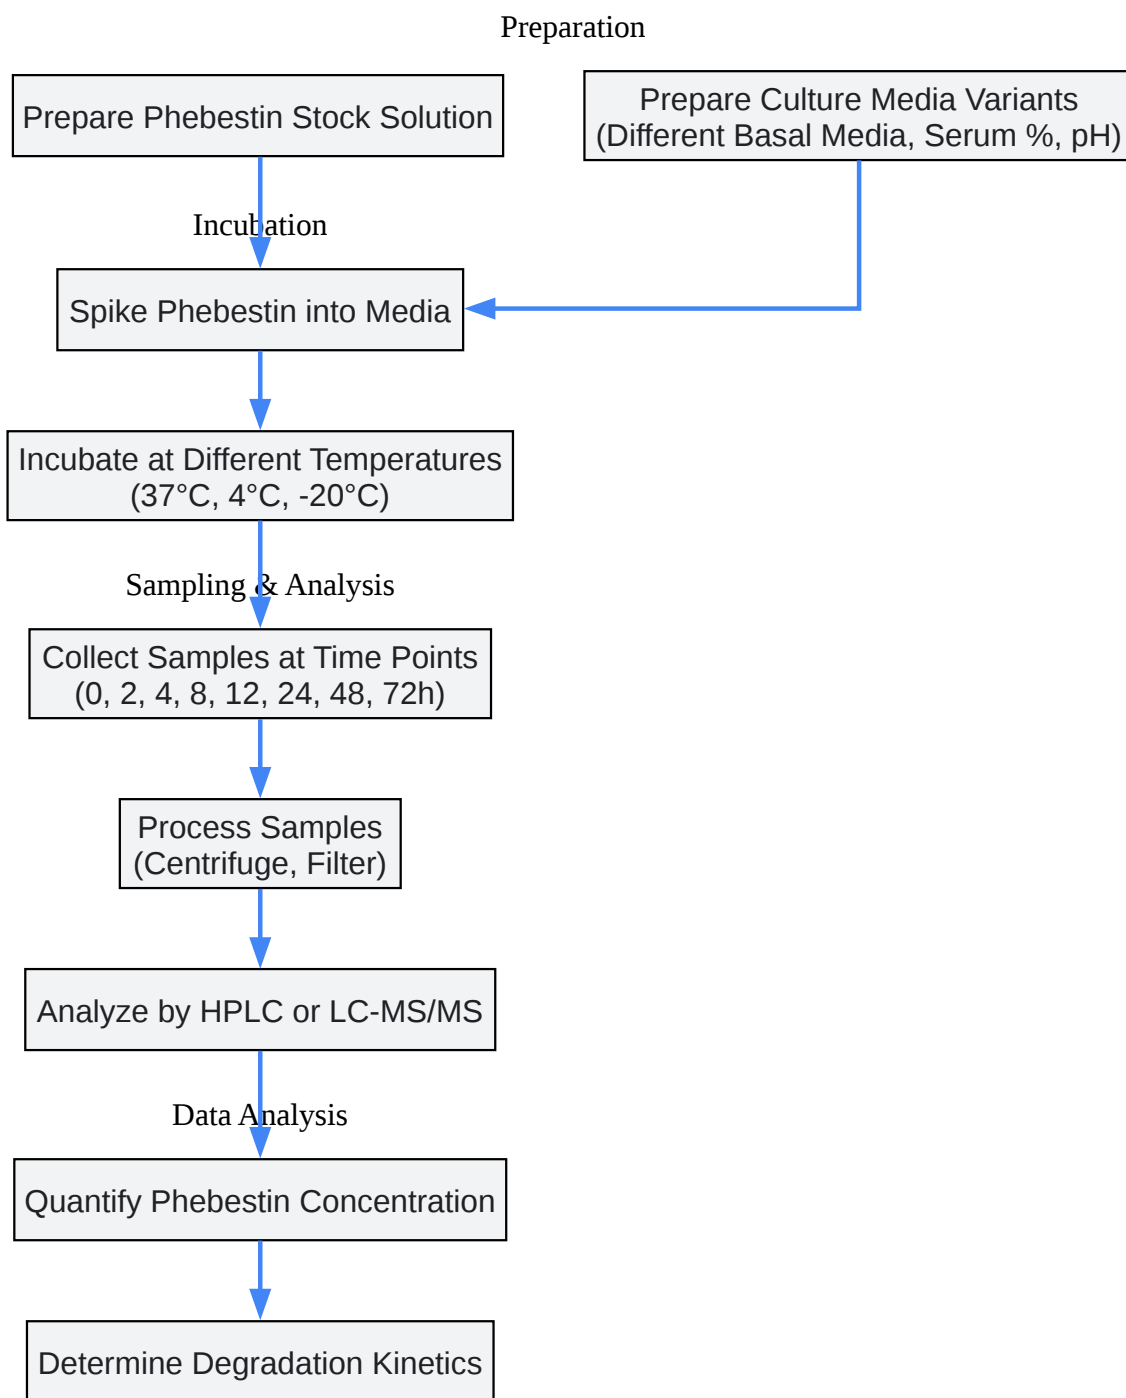 Preparation
Prepare Phebestin Stock Solution
Prepare Culture Media Variants
(Different Basal Media, Serum %, pH)
Incubation
Spike Phebestin into Media
Incubate at Different Temperatures
(37°C, 4°C, -20°C)
Sampling & Analysis
Collect Samples at Time Points
(0, 2, 4, 8, 12, 24, 48, 72h)
Process Samples
(Centrifuge, Filter)
Analyze by HPLC or LC-MS/MS
Data Analysis
Quantify Phebestin Concentration
Determine Degradation Kinetics